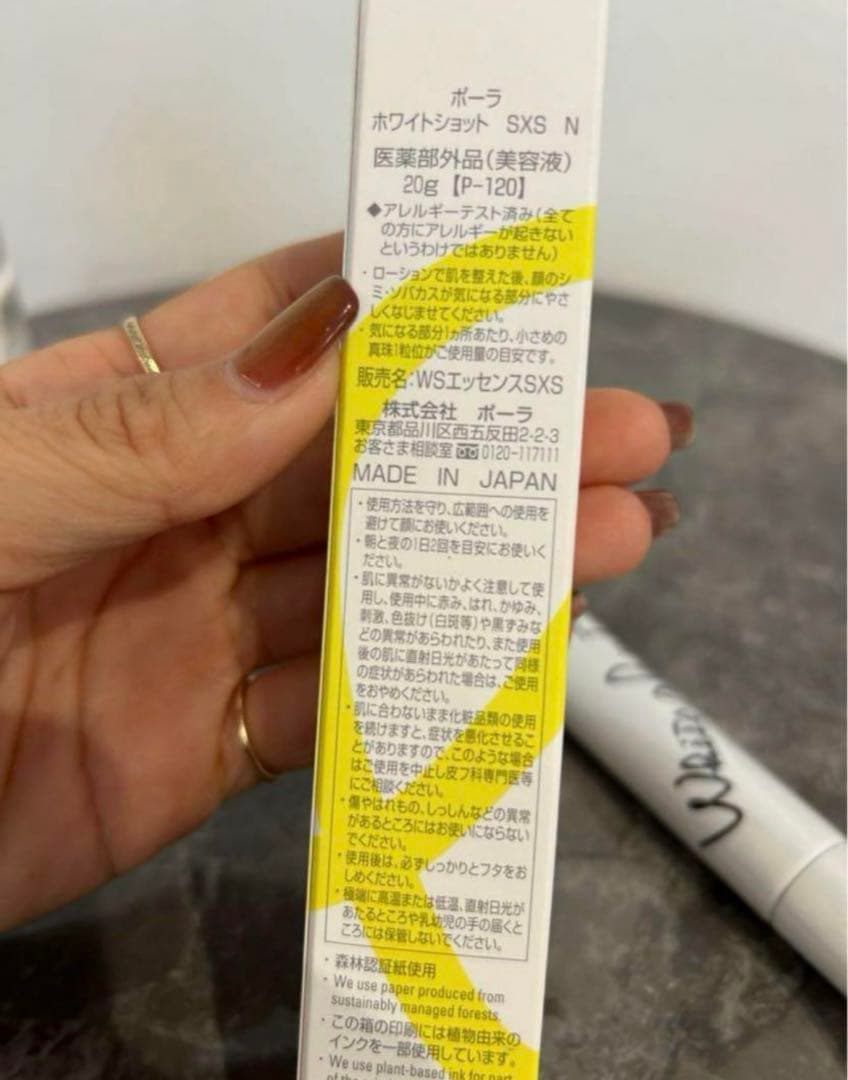 ポーラ
ホワイトショット SXS N
医薬部外品(美容液)
20g【P-120】
◆アレルギーテスト済み(全て
の方にアレルギーが起きない
というわけではありません)
・ローションで肌を整えた後、顔のシ
ミ・ソバカスが気になる部分にやさ
しくなじませてください。
・気になる部分1ヵ所あたり、小さめの
真珠1粒位がご使用量の目安です。
販売名:WSエッセンスSXS
株式会社 ポーラ
東京都品川区西五反田2-2-3
お客さま相談室 0120-117111
MADE IN JAPAN
・使用方法を守り、広範囲への使用を
避けて顔にお使いください。
・朝と夜の1日2回を目安にお使いく
ださい。
・肌に異常がないかよく注意して使
用し、使用中に赤み、はれ、かゆみ、
刺激、色抜け(白斑等)や黒ずみな
どの異常があらわれたり、また使用
後の肌に直射日光があたって同様
の症状があらわれた場合は、ご使用
をおやめください。
・肌に合わないまま化粧品類の使用
を続けますと、症状を悪化させるこ
とがありますので、このような場合
はご使用を中止し皮フ科専門医等
にご相談ください。
・傷やはれもの、しっしんなどの異常
があるところにはお使いにならない
でください。
・使用後は、必ずしっかりとフタをお
しめください。
・極端に高温または低温、直射日光が
あたるところや乳幼児の手の届くと
ころには保管しないでください。
・森林認証紙使用
・We use paper produced from
sustainably managed forests.
・この箱の印刷には植物由来の
インクを一部使用しています。
・We use plant-based ink for part
of the